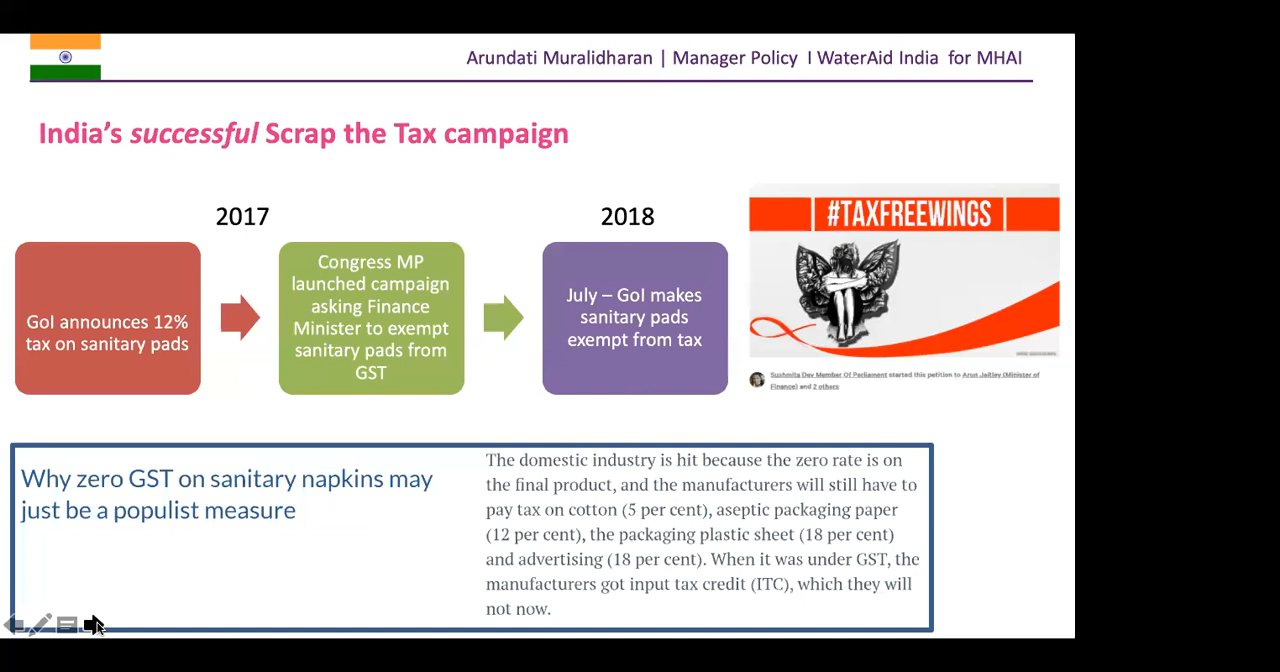 Arundati Muralidharan | Manager Policy I WaterAid India for MHAI
India's successful Scrap the Tax campaign
2017
2018
GoI announces 12%
tax on sanitary pads
Congress MP
launched campaign
asking Finance
Minister to exempt
sanitary pads from
GST
July – GoI makes
sanitary pads
exempt from tax
#TAXFREEWINGS
Sushmita Dev Member Of Parliament started this petition to Arun Jaitley (Minister of
Finance) and 2 others
Why zero GST on sanitary napkins may
just be a populist measure
The domestic industry is hit because the zero rate is on
the final product, and the manufacturers will still have to
pay tax on cotton (5 per cent), aseptic packaging paper
(12 per cent), the packaging plastic sheet (18 per cent)
and advertising (18 per cent). When it was under GST, the
manufacturers got input tax credit (ITC), which they will
not now.